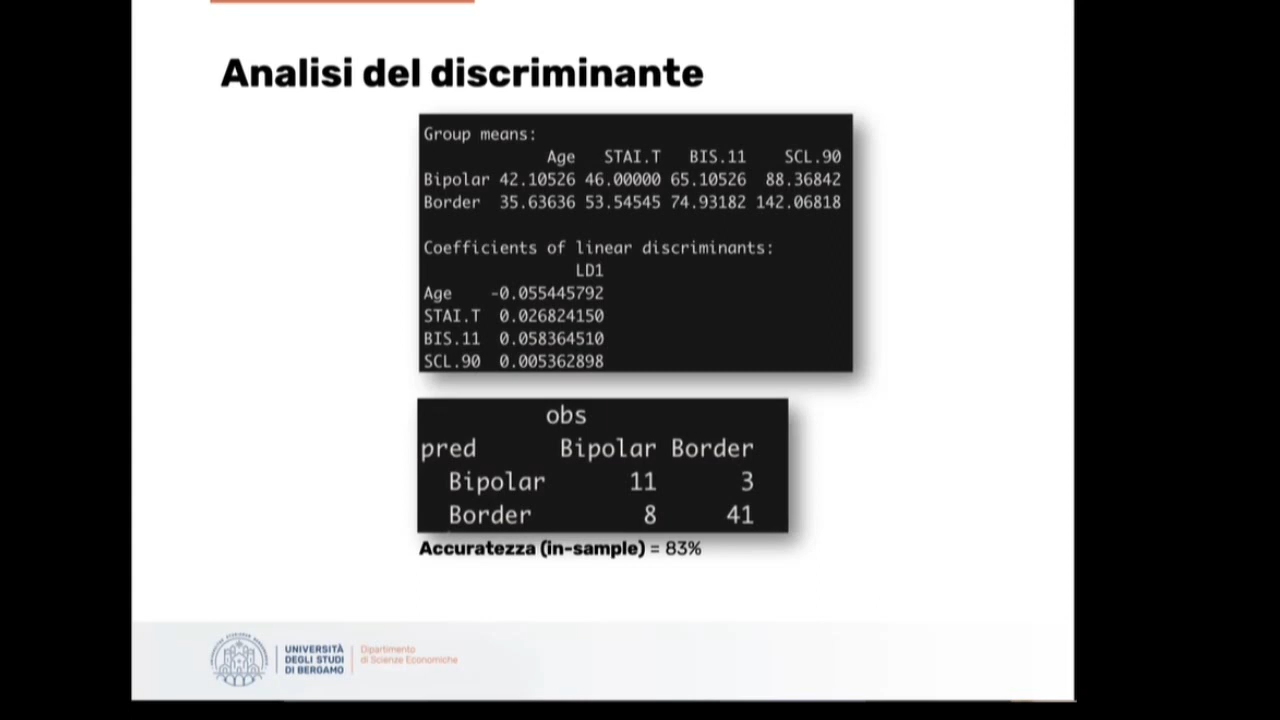 Analisi del discriminante
Group means:
Age STAI.T BIS.11 SCL.90
Bipolar 42.10526 46.00000 65.10526 88.36842
Border 35.63636 53.54545 74.93182 142.06818
Coefficients of linear discriminants:
LD1
Age -0.055445792
STAI.T 0.026824150
BIS.11 0.058364510
SCL.90 0.005362898
obs
pred Bipolar Border
Bipolar 11 3
Border 8 41
Accuratezza (in-sample) = 83%
UNIVERSITÀ
DEGLI STUDI
DI BERGAMO
Dipartimento
di Scienze Economiche